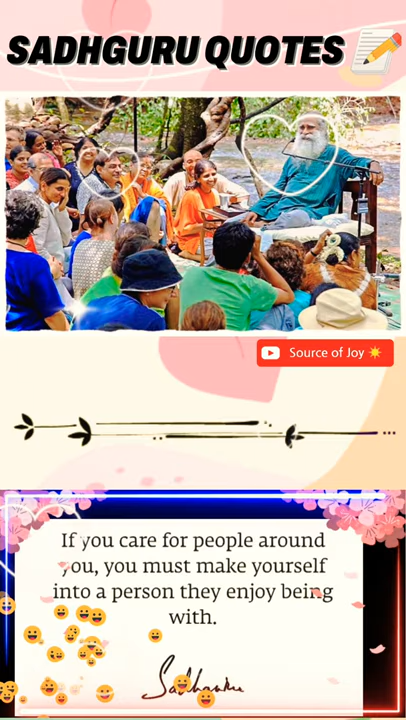 SADHGURU QUOTES
Source of Joy
If you care for people around
you, you must make yourself
into a person they enjoy being
with.
Sadhguru